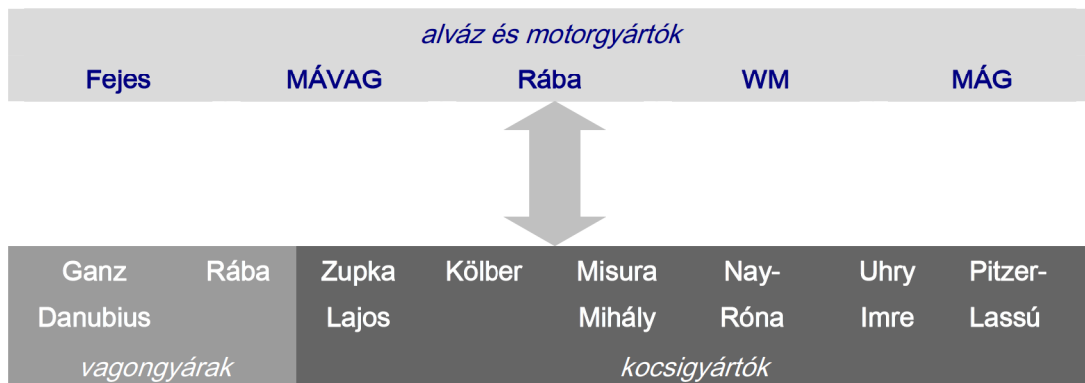 alváz és motorgyártók
Fejes MÁVAG Rába WM MÁG
Ganz Rába Zupka Kölber Misura Nay- Uhry Pitzer-
Danubius Lajos Mihály Róna Imre Lassú
vagongyárak kocsigyártók